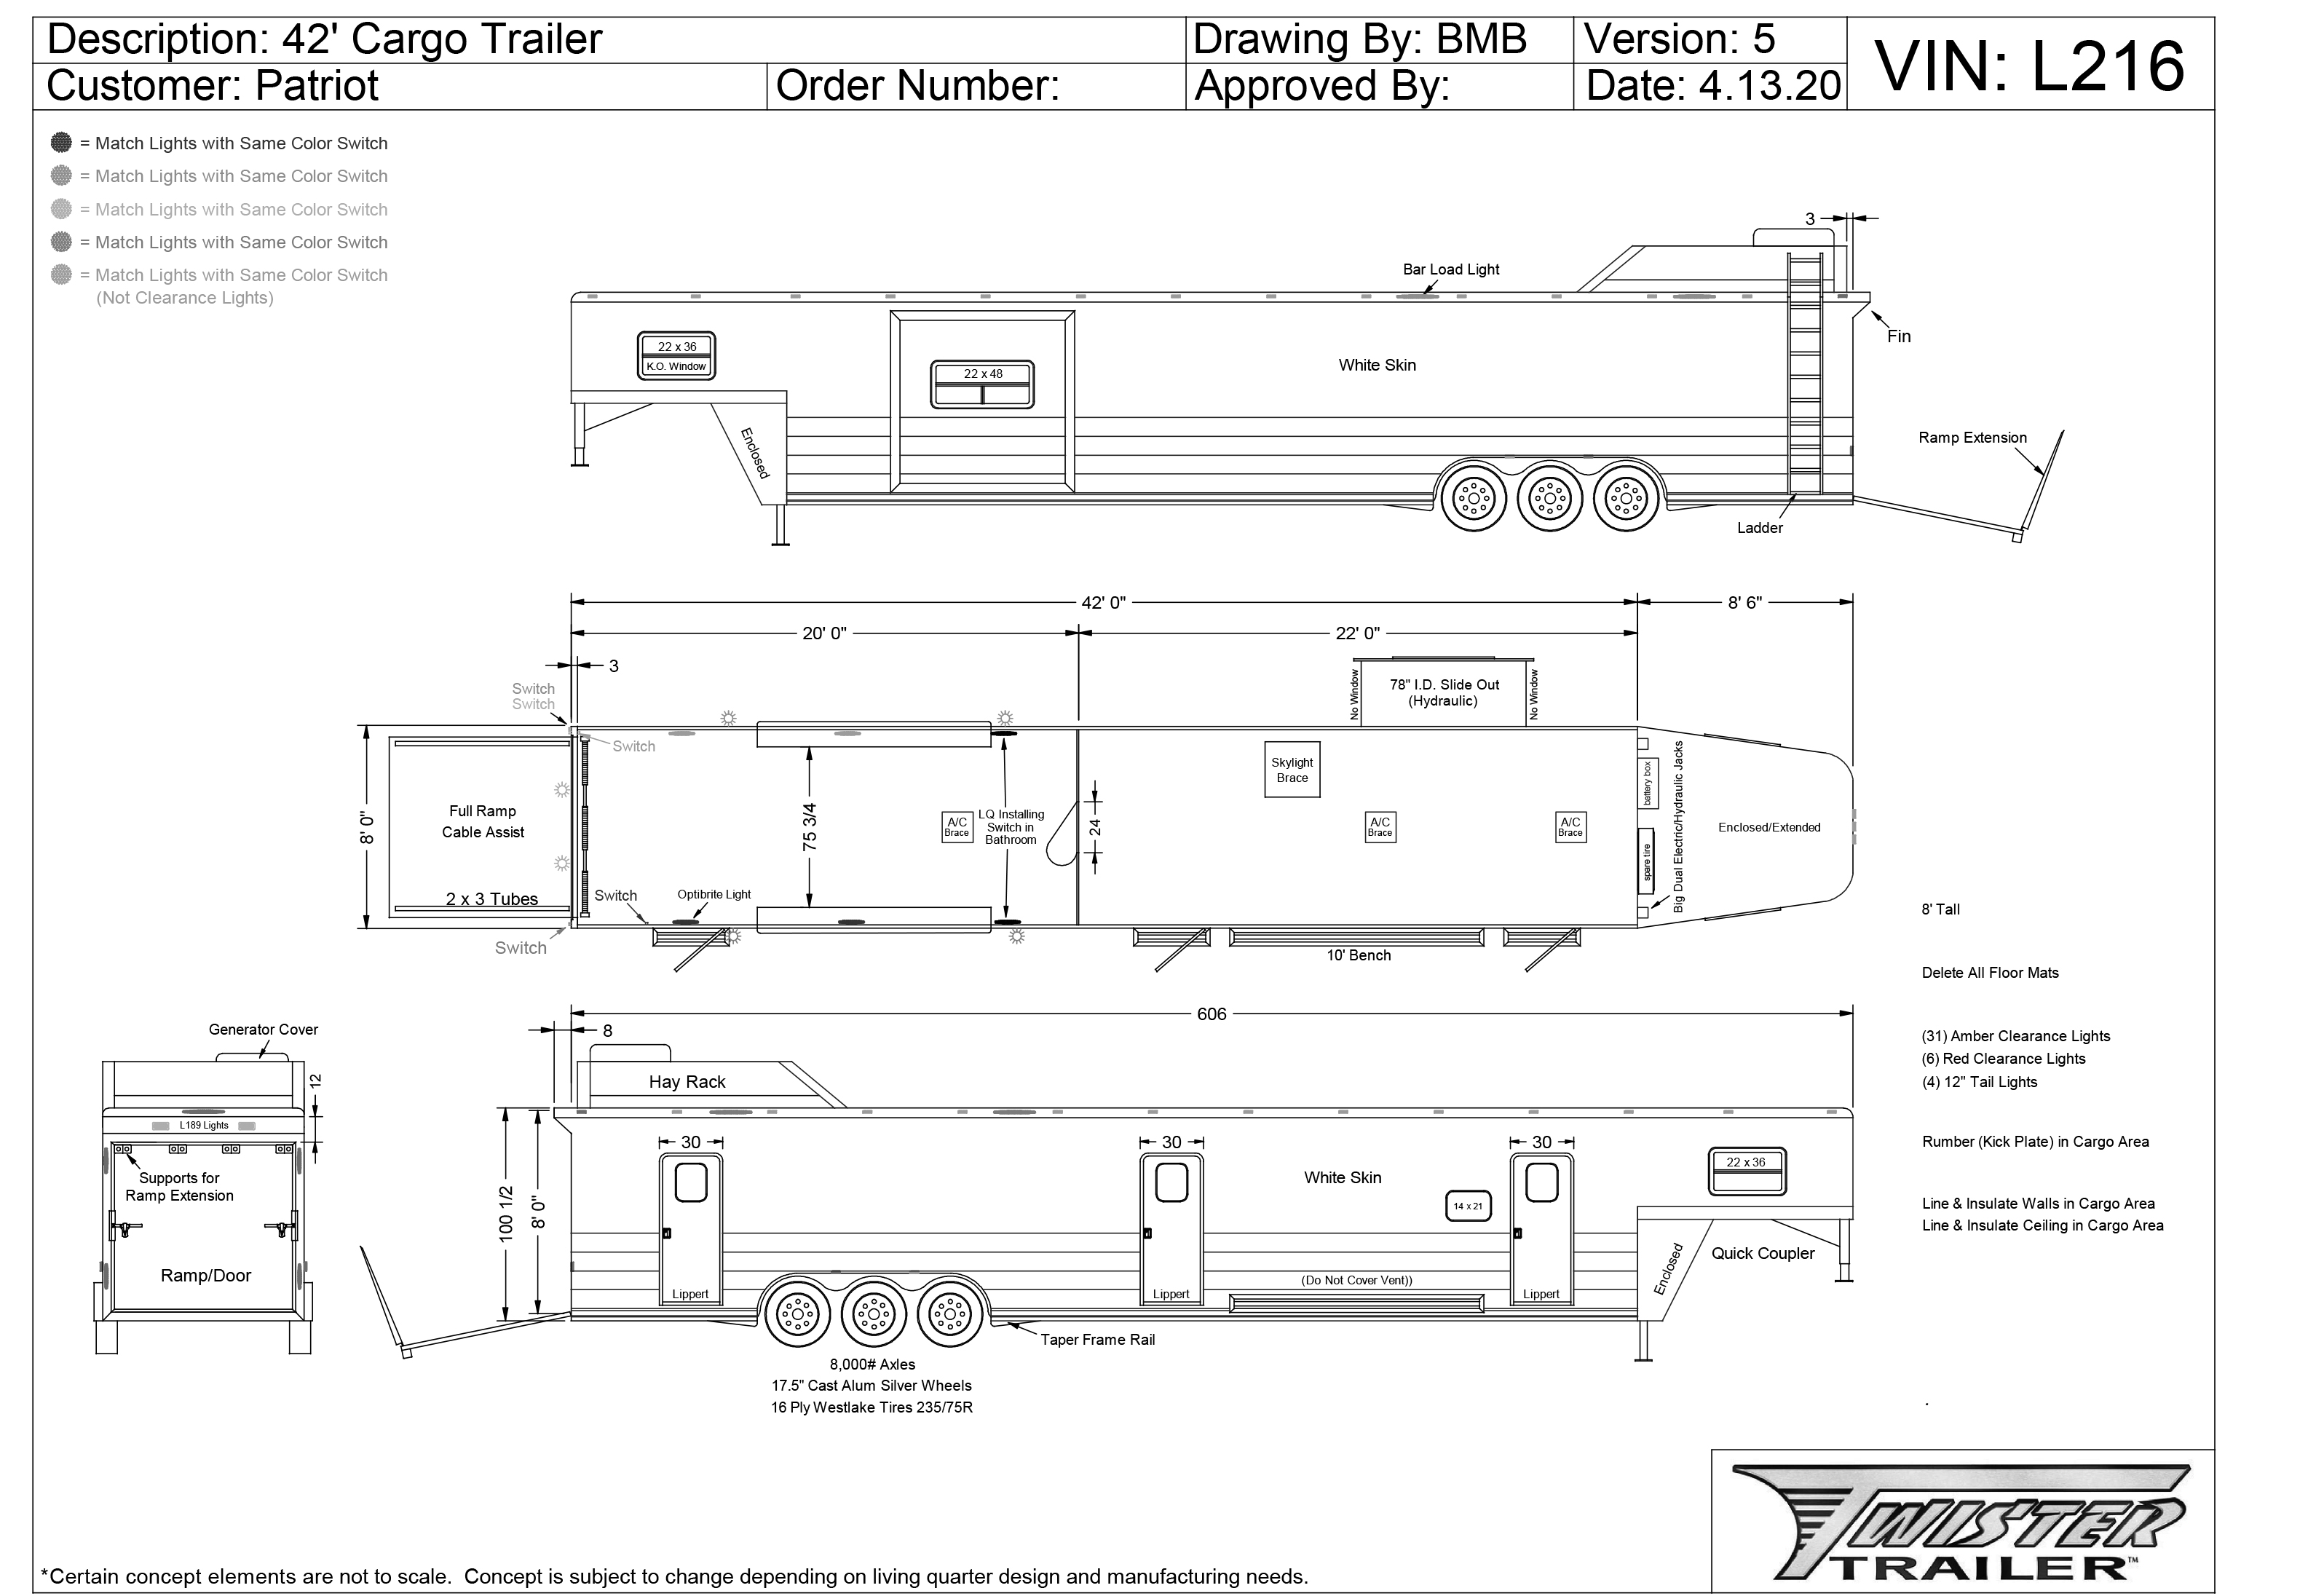 Description: 42' Cargo Trailer
Drawing By: BMB
Version: 5
VIN: L216
Customer: Patriot
Order Number:
Approved By:
Date: 4.13.20
= Match Lights with Same Color Switch
= Match Lights with Same Color Switch
= Match Lights with Same Color Switch
= Match Lights with Same Color Switch
= Match Lights with Same Color Switch
(Not Clearance Lights)
3
Bar Load Light
Fin
22 x 36
K.O. Window
22 x 48
White Skin
Enclosed
Ramp Extension
Ladder
42' 0"
8' 6"
20' 0"
22' 0"
3
Switch
Switch
Switch
No Window
78" I.D. Slide Out
(Hydraulic)
No Window
8' 0"
Full Ramp
Cable Assist
2 x 3 Tubes
Switch
Switch
Optibrite Light
75 3/4
A/C
Brace
LQ Installing
Switch in
Bathroom
24
Skylight
Brace
A/C
Brace
A/C
Brace
battery box
spare tire
Big Dual Electric/Hydraulic Jacks
Enclosed/Extended
10' Bench
8' Tall
Delete All Floor Mats
(31) Amber Clearance Lights
(6) Red Clearance Lights
(4) 12" Tail Lights
Rumber (Kick Plate) in Cargo Area
Line & Insulate Walls in Cargo Area
Line & Insulate Ceiling in Cargo Area
606
8
Generator Cover
12
L189 Lights
Supports for
Ramp Extension
Ramp/Door
Hay Rack
100 1/2
8' 0"
30
30
30
White Skin
14 x 21
22 x 36
Lippert
Lippert
Lippert
(Do Not Cover Vent))
Enclosed
Quick Coupler
Taper Frame Rail
8,000# Axles
17.5" Cast Alum Silver Wheels
16 Ply Westlake Tires 235/75R
TWISTER
TRAILER™
*Certain concept elements are not to scale.  Concept is subject to change depending on living quarter design and manufacturing needs.